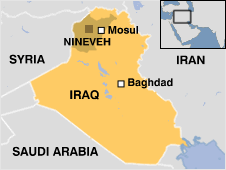 NINEVEH
Mosul
SYRIA
IRAN
Baghdad
IRAQ
SAUDI ARABIA